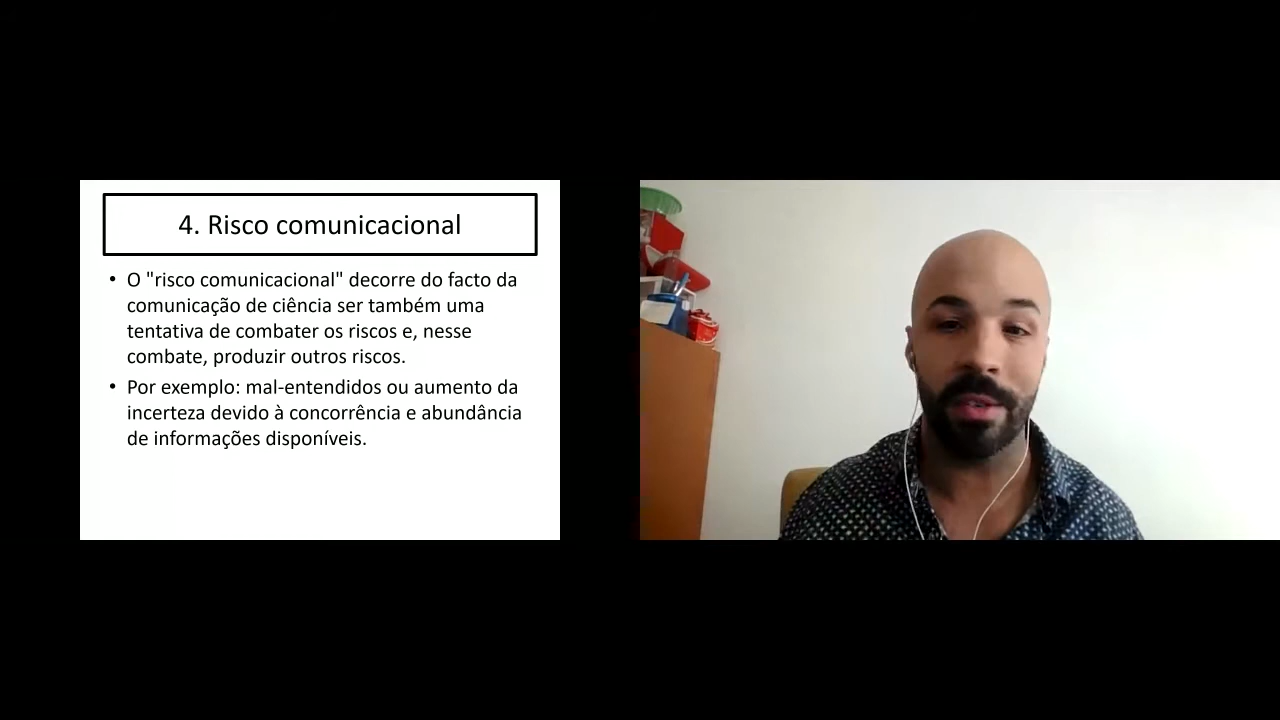 4. Risco comunicacional
• O "risco comunicacional" decorre do facto da
comunicação de ciência ser também uma
tentativa de combater os riscos e, nesse
combate, produzir outros riscos.
• Por exemplo: mal-entendidos ou aumento da
incerteza devido à concorrência e abundância
de informações disponíveis.